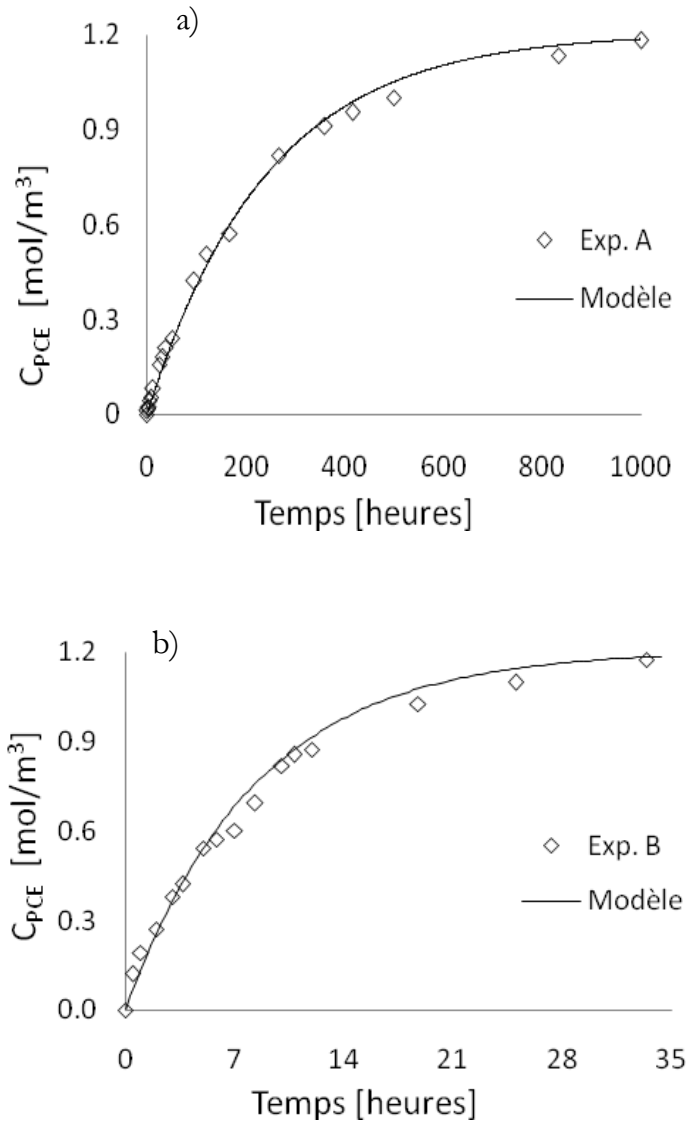 a)
1.2
0.9
0.6
0.3
0
C_PCE [mol/m³]
Exp. A
Modèle
0 200 400 600 800 1000
Temps [heures]
b)
1.2
0.9
0.6
0.3
0.0
C_PCE [mol/m³]
Exp. B
Modèle
0 7 14 21 28 35
Temps [heures]